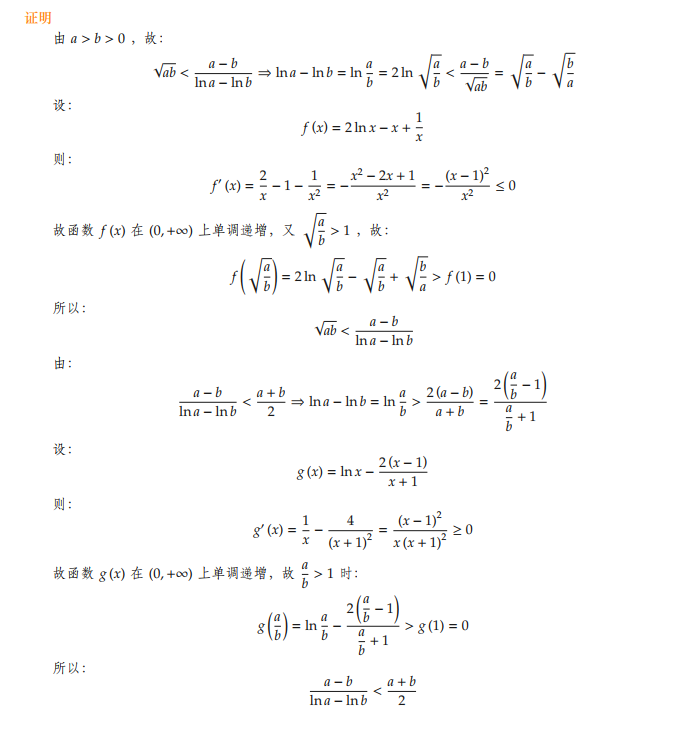 证明
由 a > b > 0 ，故：
√(ab) < (a − b)/(ln a − ln b) ⇒ ln a − ln b = ln a/b = 2 ln √(a/b) < (a − b)/√(ab) = √(a/b) − √(b/a)
设：
f (x) = 2 ln x − x + 1/x
则：
f′ (x) = 2/x − 1 − 1/x² = −(x² − 2x + 1)/x² = −(x − 1)²/x² ≤ 0
故函数 f (x) 在 (0, +∞) 上单调递增，又 √(a/b) > 1 ，故：
f(√(a/b)) = 2 ln √(a/b) − √(a/b) + √(b/a) > f (1) = 0
所以：
√(ab) < (a − b)/(ln a − ln b)
由：
(a − b)/(ln a − ln b) < (a + b)/2 ⇒ ln a − ln b = ln a/b > 2 (a − b)/(a + b) = 2(a/b − 1)/(a/b + 1)
设：
g (x) = ln x − 2 (x − 1)/(x + 1)
则：
g′ (x) = 1/x − 4/(x + 1)² = (x − 1)²/(x (x + 1)²) ≥ 0
故函数 g (x) 在 (0, +∞) 上单调递增，故 a/b > 1 时：
g(a/b) = ln a/b − 2(a/b − 1)/(a/b + 1) > g (1) = 0
所以：
(a − b)/(ln a − ln b) < (a + b)/2